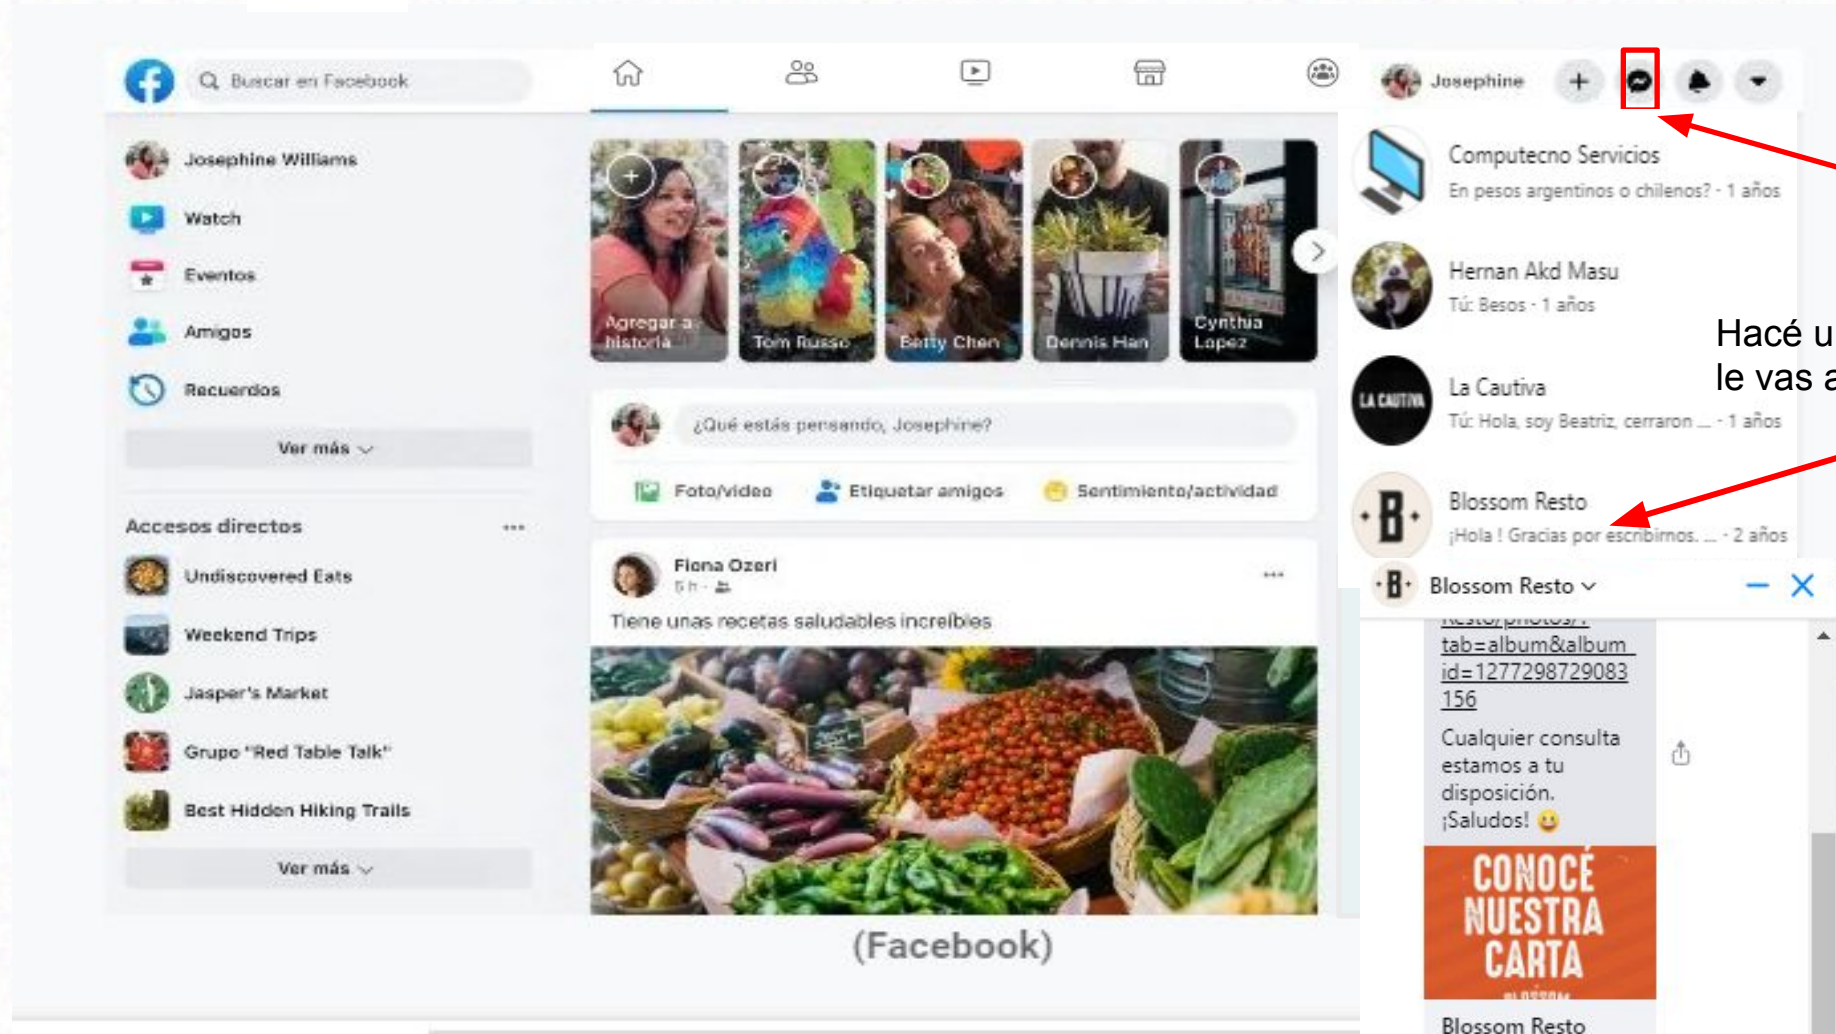 Buscar en Facebook
Josephine
Josephine Williams
Watch
Eventos
Amigos
Recuerdos
Ver más
Accesos directos
Undiscovered Eats
Weekend Trips
Jasper's Market
Grupo "Red Table Talk"
Best Hidden Hiking Trails
Ver más
Agregar a
historia
Tom Russo
Betty Chen
Dennis Han
Cynthia
Lopez
¿Qué estás pensando, Josephine?
Foto/video
Etiquetar amigos
Sentimiento/actividad
Fiona Ozeri
5 h
Tiene unas recetas saludables increíbles
(Facebook)
Computecno Servicios
En pesos argentinos o chilenos? · 1 años
Hernan Akd Masu
Tú: Besos · 1 años
Hacé
le vas
LA CAUTIVA
La Cautiva
Tú: Hola, soy Beatriz, cerraron ... · 1 años
B
Blossom Resto
¡Hola ! Gracias por escribirnos. ... · 2 años
B
Blossom Resto
Resto/photos/?
tab=album&album_
id=1277298729083
156
Cualquier consulta
estamos a tu
disposición.
¡Saludos! 😀
CONOCÉ
NUESTRA
CARTA
BLOSSOM
Blossom Resto